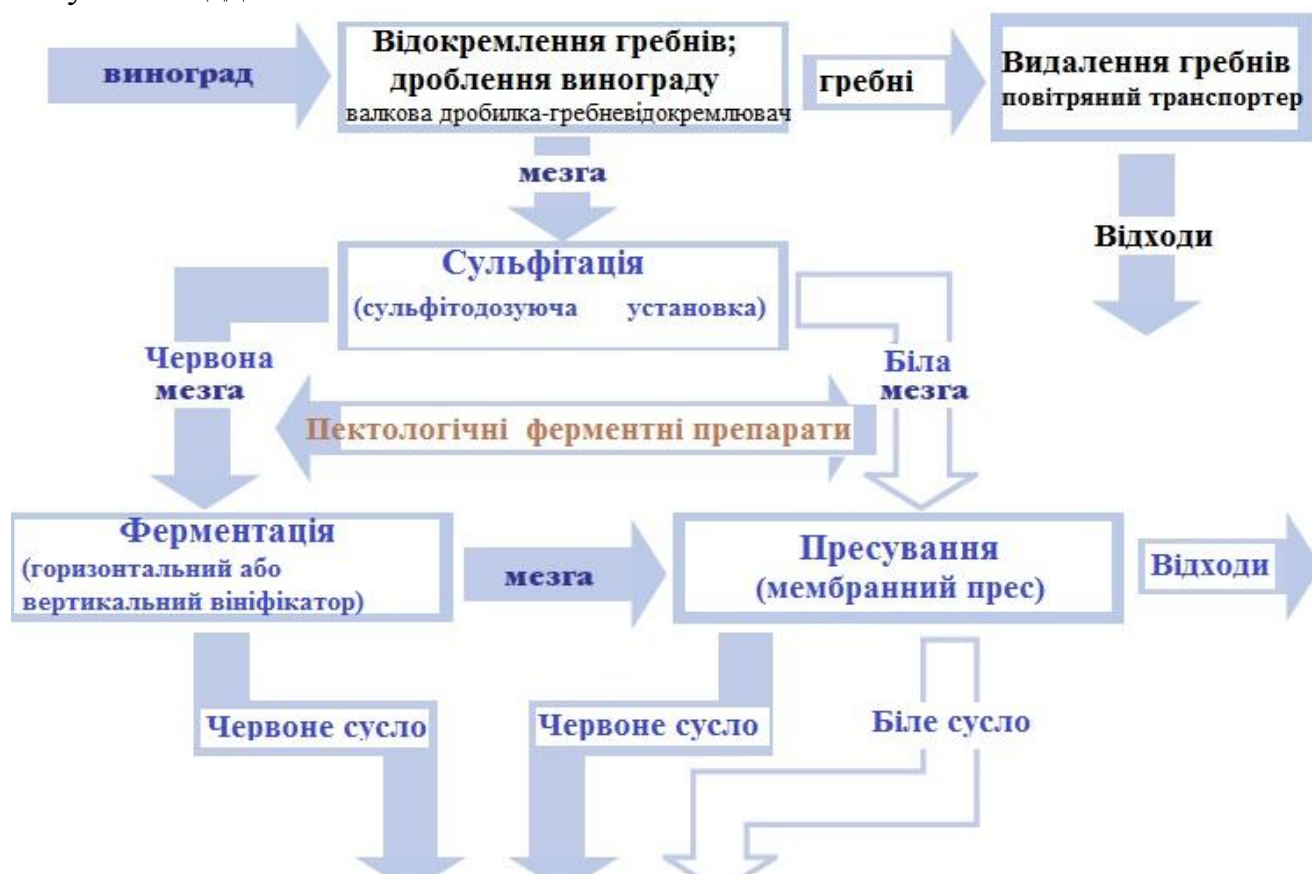 виноград
Відокремлення гребнів;
дроблення винограду
валкова дробилка-гребневідокремлювач
гребні
Видалення гребнів
повітряний транспортер
мезга
Відходи
Сульфітація
(сульфітодозуюча установка)
Червона
мезга
Біла
мезга
Пектологічні ферментні препарати
Ферментація
(горизонтальний або
вертикальний вініфікатор)
мезга
Пресування
(мембранний прес)
Відходи
Червоне сусло
Червоне сусло
Біле сусло